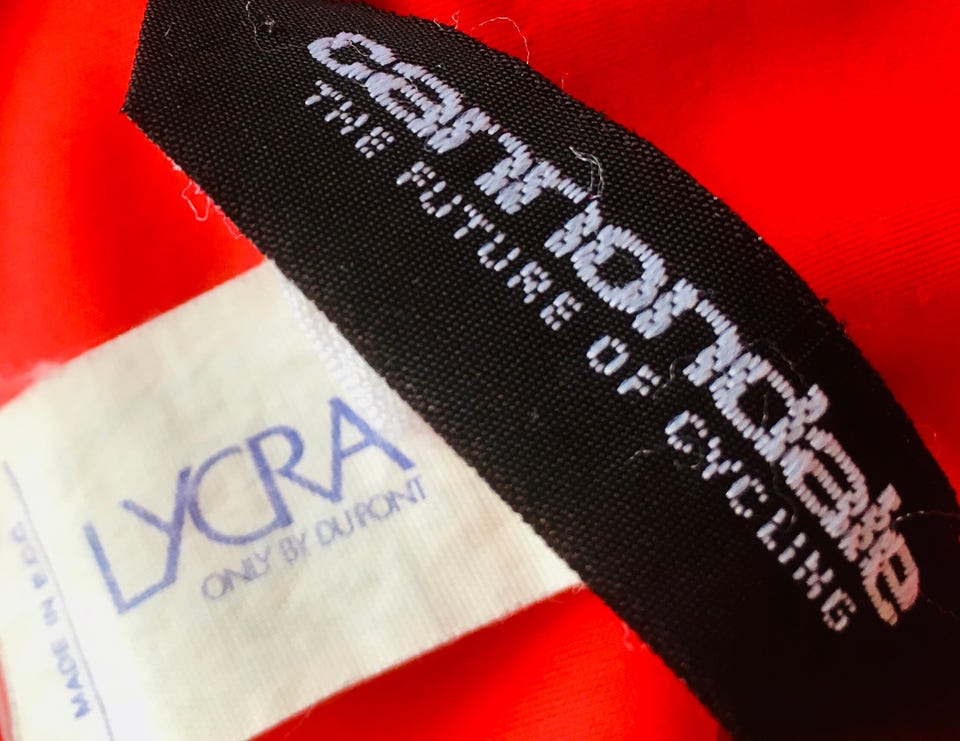 cannondale
THE FUTURE OF CYCLING
LYCRA
ONLY BY DU PONT
MADE IN